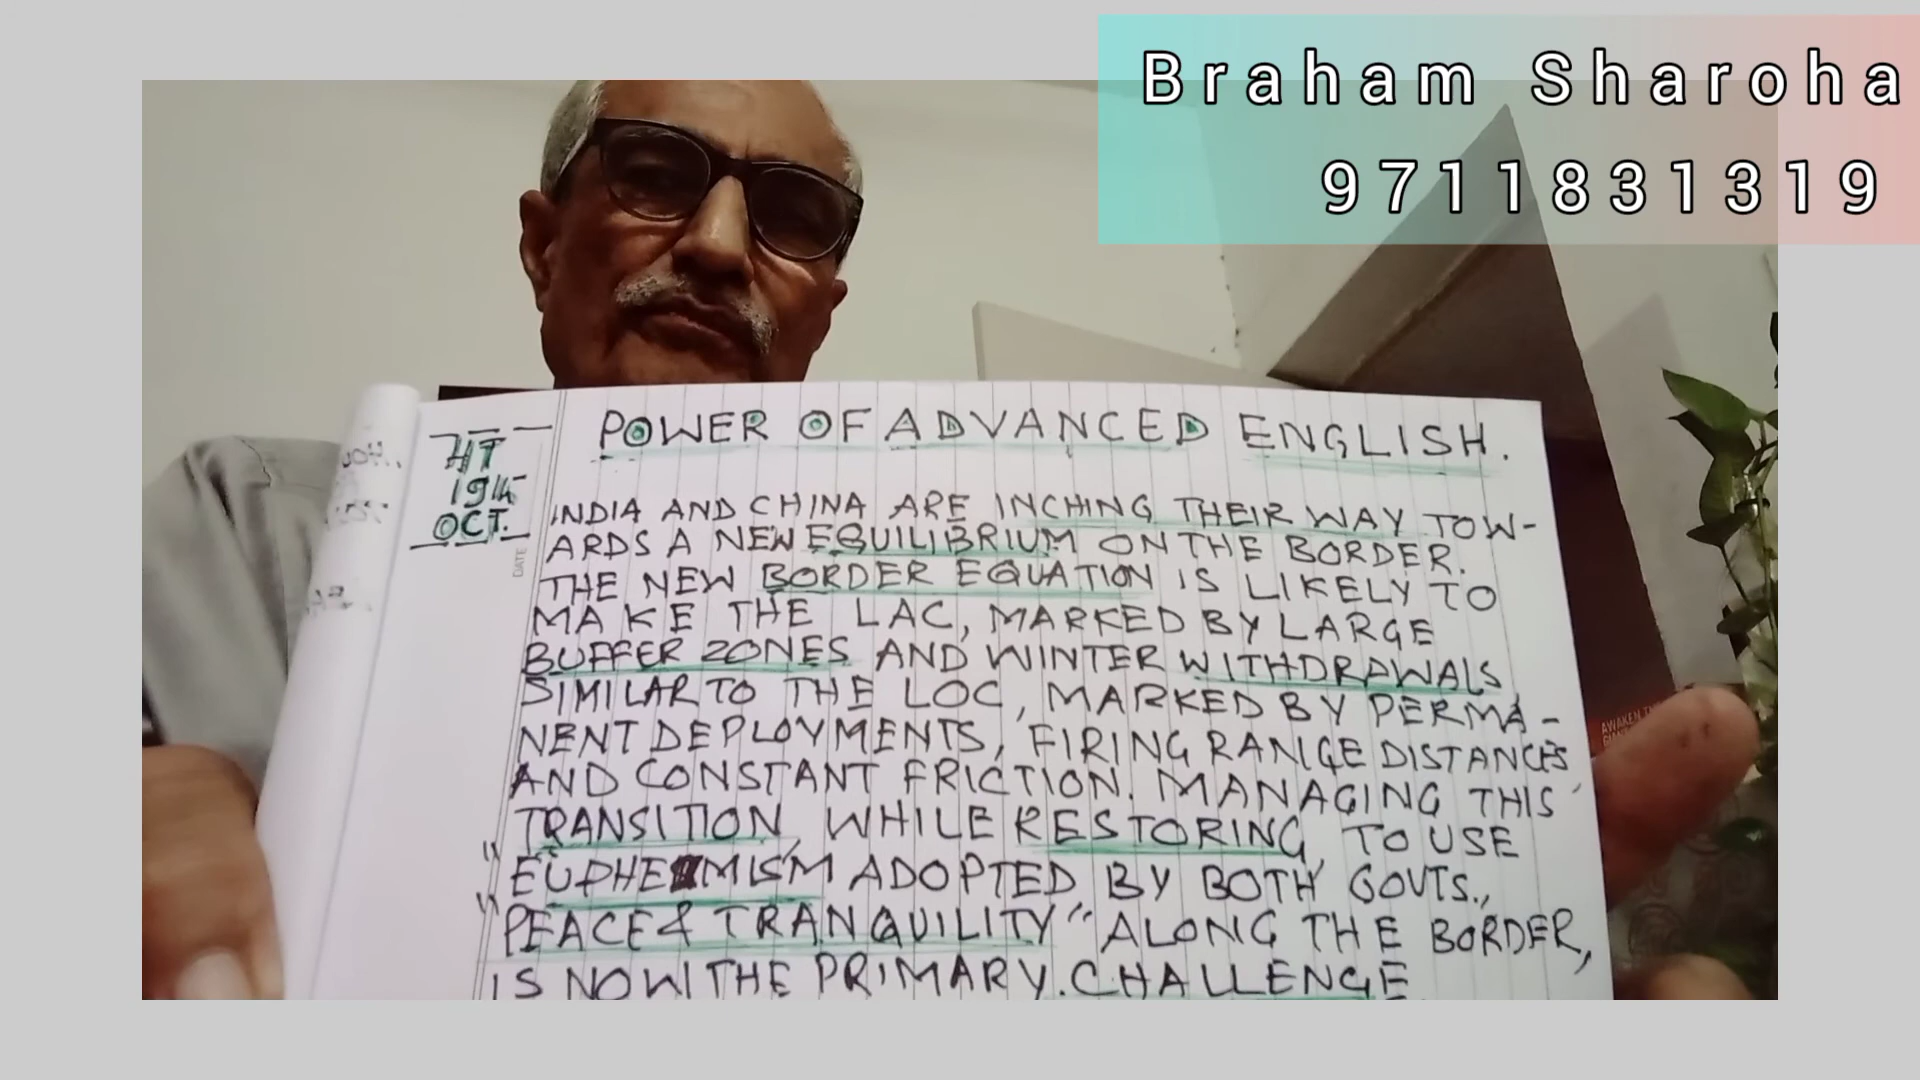 Braham Sharoha
9711831319
HT
19th
OCT.
DATE
POWER OF ADVANCED ENGLISH.
INDIA AND CHINA ARE INCHING THEIR WAY TOW-
ARDS A NEW EQUILIBRIUM ON THE BORDER.
THE NEW BORDER EQUATION IS LIKELY TO
MAKE THE LAC, MARKED BY LARGE
BUFFER ZONES AND WINTER WITHDRAWALS,
SIMILAR TO THE LOC, MARKED BY PERMA-
NENT DEPLOYMENTS, FIRING RANGE DISTANCES
AND CONSTANT FRICTION. MANAGING THIS
TRANSITION, WHILE RESTORING, TO USE
"EUPHEMISM ADOPTED BY BOTH GOVTS.,
"PEACE & TRANQUILITY" ALONG THE BORDER,
IS NOW THE PRIMARY CHALLENGE